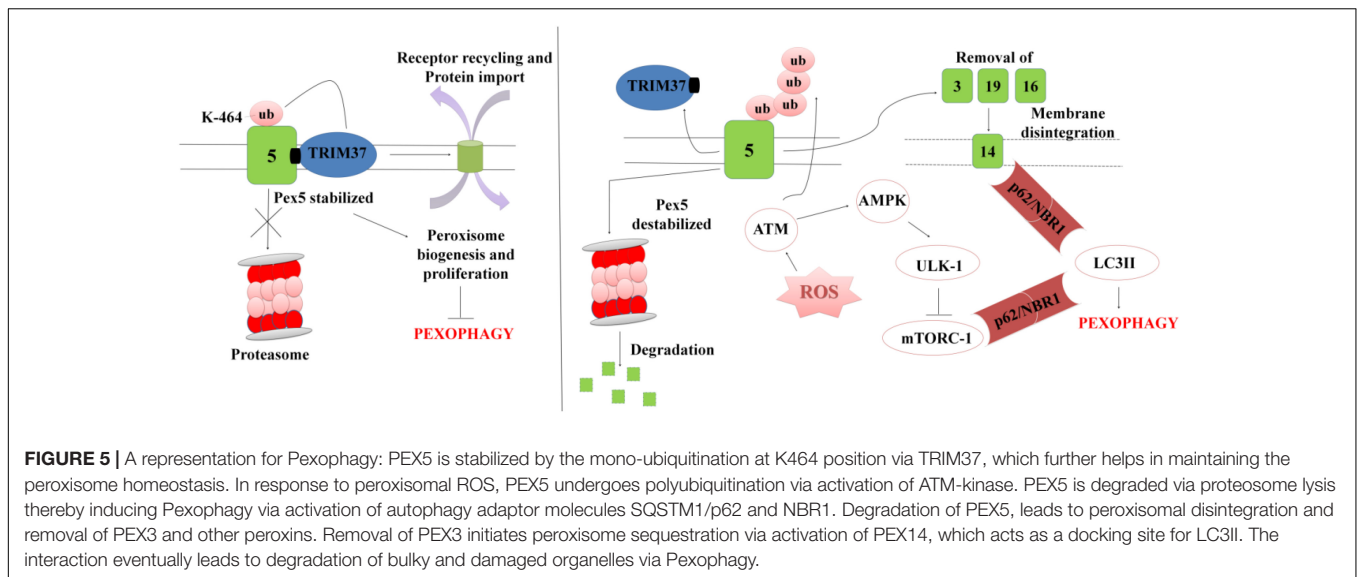 Receptor recycling and
Protein import
K-464
ub
5
TRIM37
Pex5 stabilized
Peroxisome
biogenesis and
proliferation
PEXOPHAGY
Proteasome
TRIM37
ub
ub
ub
ub
5
Pex5
destabilized
Degradation
ATM
ROS
AMPK
ULK-1
mTORC-1
Removal of
3 19 16
Membrane
disintegration
14
p62/NBR1
LC3II
p62/NBR1
PEXOPHAGY
FIGURE 5 | A representation for Pexophagy: PEX5 is stabilized by the mono-ubiquitination at K464 position via TRIM37, which further helps in maintaining the
peroxisome homeostasis. In response to peroxisomal ROS, PEX5 undergoes polyubiquitination via activation of ATM-kinase. PEX5 is degraded via proteosome lysis
thereby inducing Pexophagy via activation of autophagy adaptor molecules SQSTM1/p62 and NBR1. Degradation of PEX5, leads to peroxisomal disintegration and
removal of PEX3 and other peroxins. Removal of PEX3 initiates peroxisome sequestration via activation of PEX14, which acts as a docking site for LC3II. The
interaction eventually leads to degradation of bulky and damaged organelles via Pexophagy.